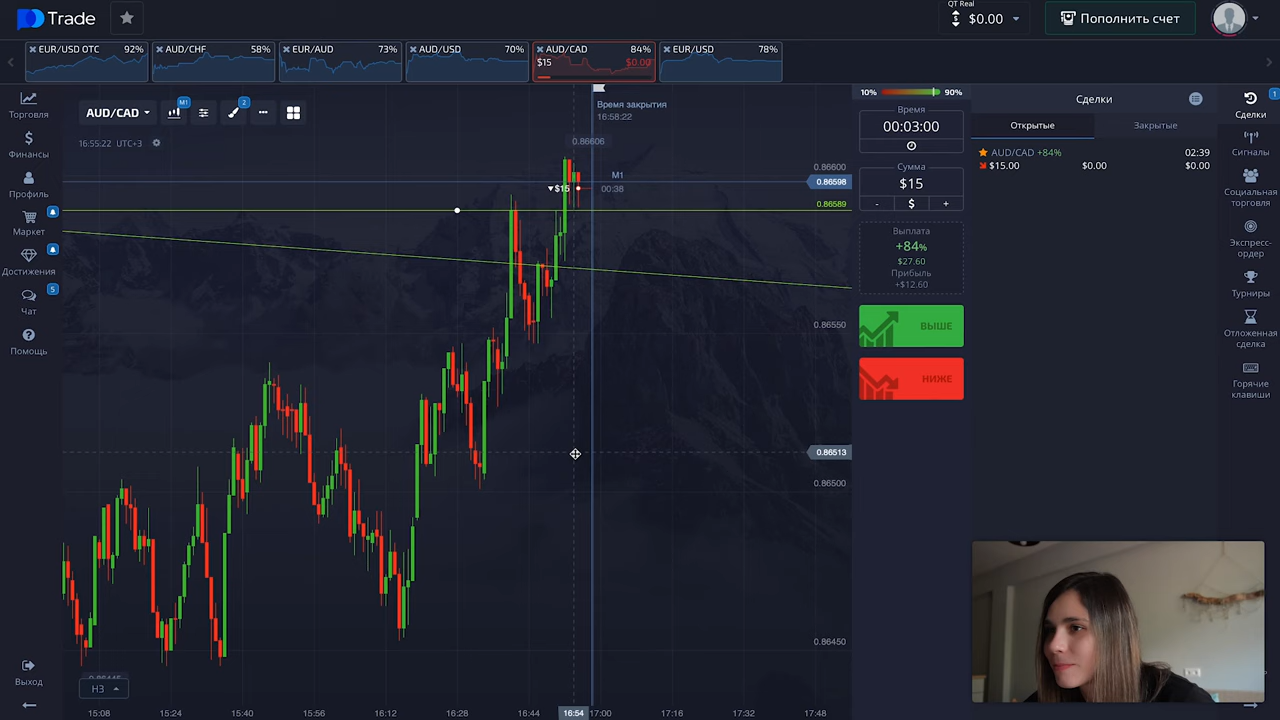 Trade
QT Real
$0.00
Пополнить счет
EUR/USD OTC 92%
AUD/CHF 58%
EUR/AUD 73%
AUD/USD 70%
AUD/CAD 84%
$15 $0.00
EUR/USD 78%
Торговля
Финансы
Профиль
Маркет
Достижения
5
Чат
Помощь
Выход
AUD/CAD
M1
2
16:55:22 UTC+3
Время закрытия
16:58:22
0.86606
M1
$15
00:38
0.86600
0.86598
0.86589
0.86550
0.86513
0.86500
0.86450
0.86445
H3
15:08 15:24 15:40 15:56 16:12 16:28 16:44 16:54 17:00 17:16 17:32 17:48
10% 90%
Время
00:03:00
Сумма
$15
- $ +
Выплата
+84%
$27.60
Прибыль
+$12.60
ВЫШЕ
НИЖЕ
Сделки
Открытые Закрытые
AUD/CAD +84% 02:39
$15.00 $0.00 $0.00
1
Сделки
Сигналы
Социальная
торговля
Экспресс-
ордер
Турниры
Отложенная
сделка
Горячие
клавиши